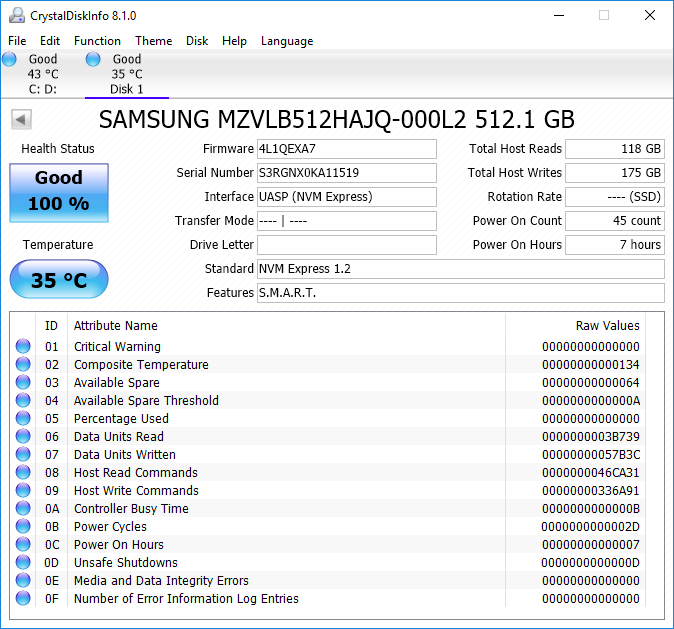 CrystalDiskInfo 8.1.0
File Edit Function Theme Disk Help Language
Good Good
43 °C 35 °C
C: D: Disk 1
SAMSUNG MZVLB512HAJQ-000L2 512.1 GB
Health Status
Good
100 %
Temperature
35 °C
Firmware 4L1QEXA7
Serial Number S3RGNX0KA11519
Interface UASP (NVM Express)
Transfer Mode ---- | ----
Drive Letter
Standard NVM Express 1.2
Features S.M.A.R.T.
Total Host Reads 118 GB
Total Host Writes 175 GB
Rotation Rate ---- (SSD)
Power On Count 45 count
Power On Hours 7 hours
ID Attribute Name Raw Values
01 Critical Warning 00000000000000
02 Composite Temperature 00000000000134
03 Available Spare 00000000000064
04 Available Spare Threshold 0000000000000A
05 Percentage Used 00000000000000
06 Data Units Read 0000000003B739
07 Data Units Written 0000000057B3C
08 Host Read Commands 0000000046CA31
09 Host Write Commands 0000000336A91
0A Controller Busy Time 0000000000000B
0B Power Cycles 0000000000002D
0C Power On Hours 00000000000007
0D Unsafe Shutdowns 0000000000000D
0E Media and Data Integrity Errors 00000000000000
0F Number of Error Information Log Entries 00000000000000